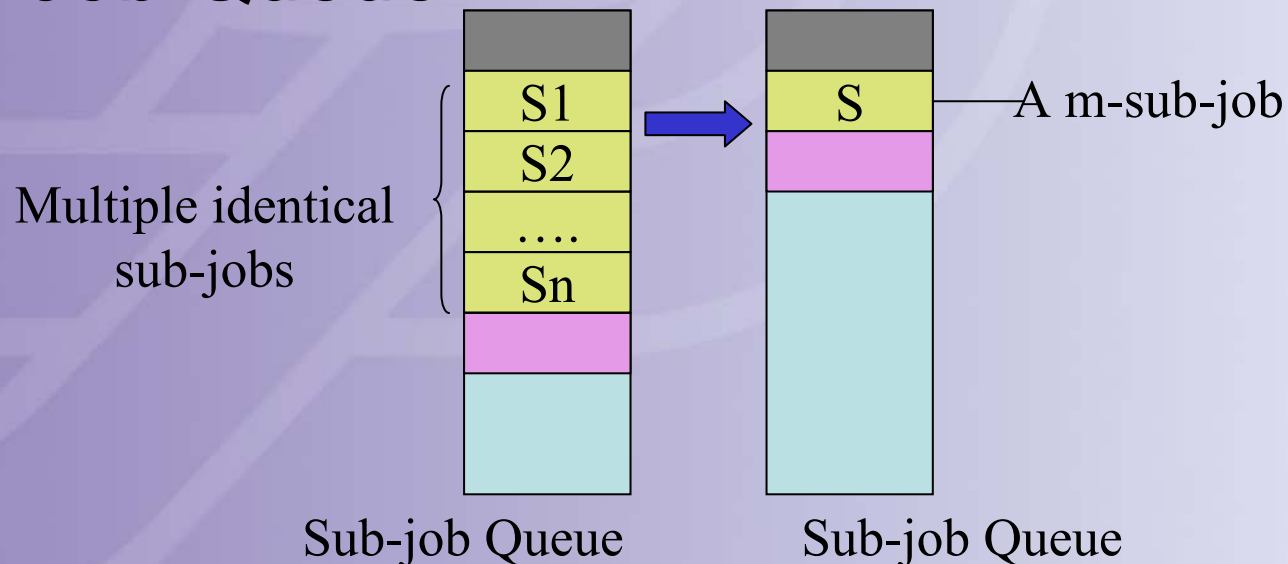 S1
S
A m-sub-job
S2
Multiple identical
sub-jobs
....
Sn
Sub-job Queue
Sub-job Queue